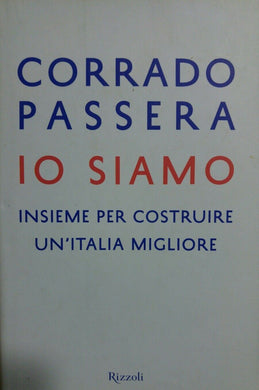 CORRADO
PASSERA
IO SIAMO
INSIEME PER COSTRUIRE
UN'ITALIA MIGLIORE
Rizzoli